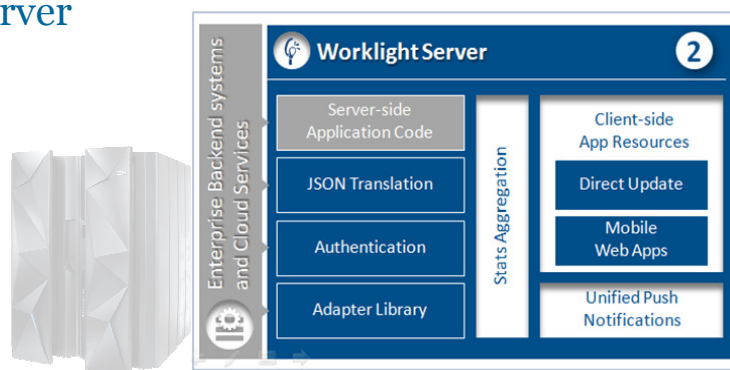 rver
Enterprise Backend systems
and Cloud Services
Worklight Server
2
Server-side
Application Code
JSON Translation
Authentication
Adapter Library
Stats Aggregation
Client-side
App Resources
Direct Update
Mobile
Web Apps
Unified Push
Notifications